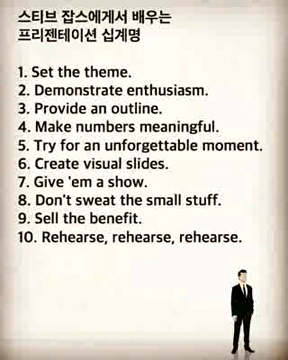 스티브 잡스에게서 배우는
프리젠테이션 십계명
1. Set the theme.
2. Demonstrate enthusiasm.
3. Provide an outline.
4. Make numbers meaningful.
5. Try for an unforgettable moment.
6. Create visual slides.
7. Give 'em a show.
8. Don't sweat the small stuff.
9. Sell the benefit.
10. Rehearse, rehearse, rehearse.